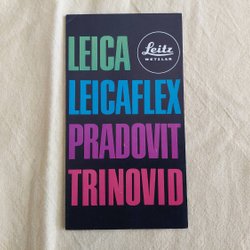 LEICA
Leitz
WETZLAR
LEICAFLEX
PRADOVIT
TRINOVID